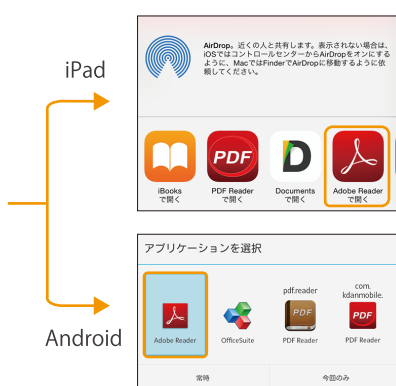 iPad
AirDrop。近くの人と共有します。表示されない場合は、
iOSではコントロールセンターからAirDropをオンにする
ように、MacではFinderでAirDropに移動するように依
頼してください。
PDF
iBooks
で開く
PDF Reader
で開く
Documents
で開く
Adobe Reader
で開く
Android
アプリケーションを選択
Adobe Reader
OfficeSuite
pdf.reader
PDF
PDF Reader
com.
kdanmobile.
PDF
PDF Reader
常時
今回のみ